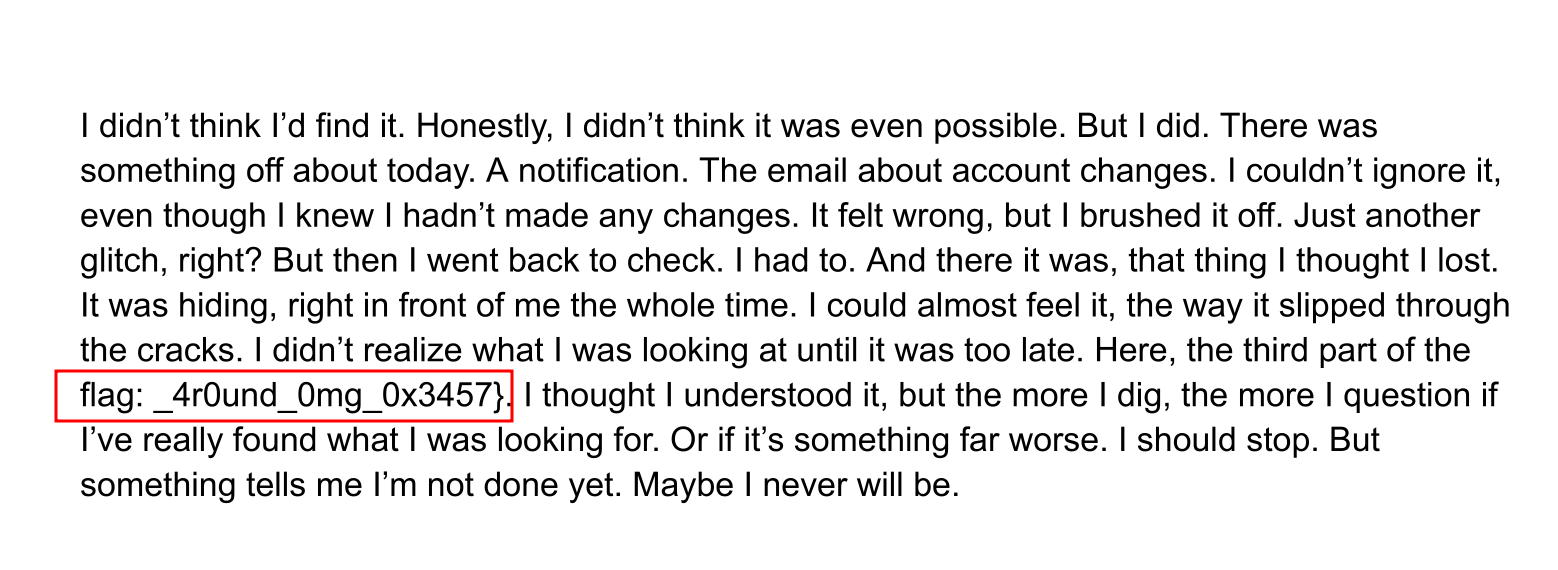 I didn’t think I’d find it. Honestly, I didn’t think it was even possible. But I did. There was
something off about today. A notification. The email about account changes. I couldn’t ignore it,
even though I knew I hadn’t made any changes. It felt wrong, but I brushed it off. Just another
glitch, right? But then I went back to check. I had to. And there it was, that thing I thought I lost.
It was hiding, right in front of me the whole time. I could almost feel it, the way it slipped through
the cracks. I didn’t realize what I was looking at until it was too late. Here, the third part of the
flag: _4r0und_0mg_0x3457}. I thought I understood it, but the more I dig, the more I question if
I’ve really found what I was looking for. Or if it’s something far worse. I should stop. But
something tells me I’m not done yet. Maybe I never will be.